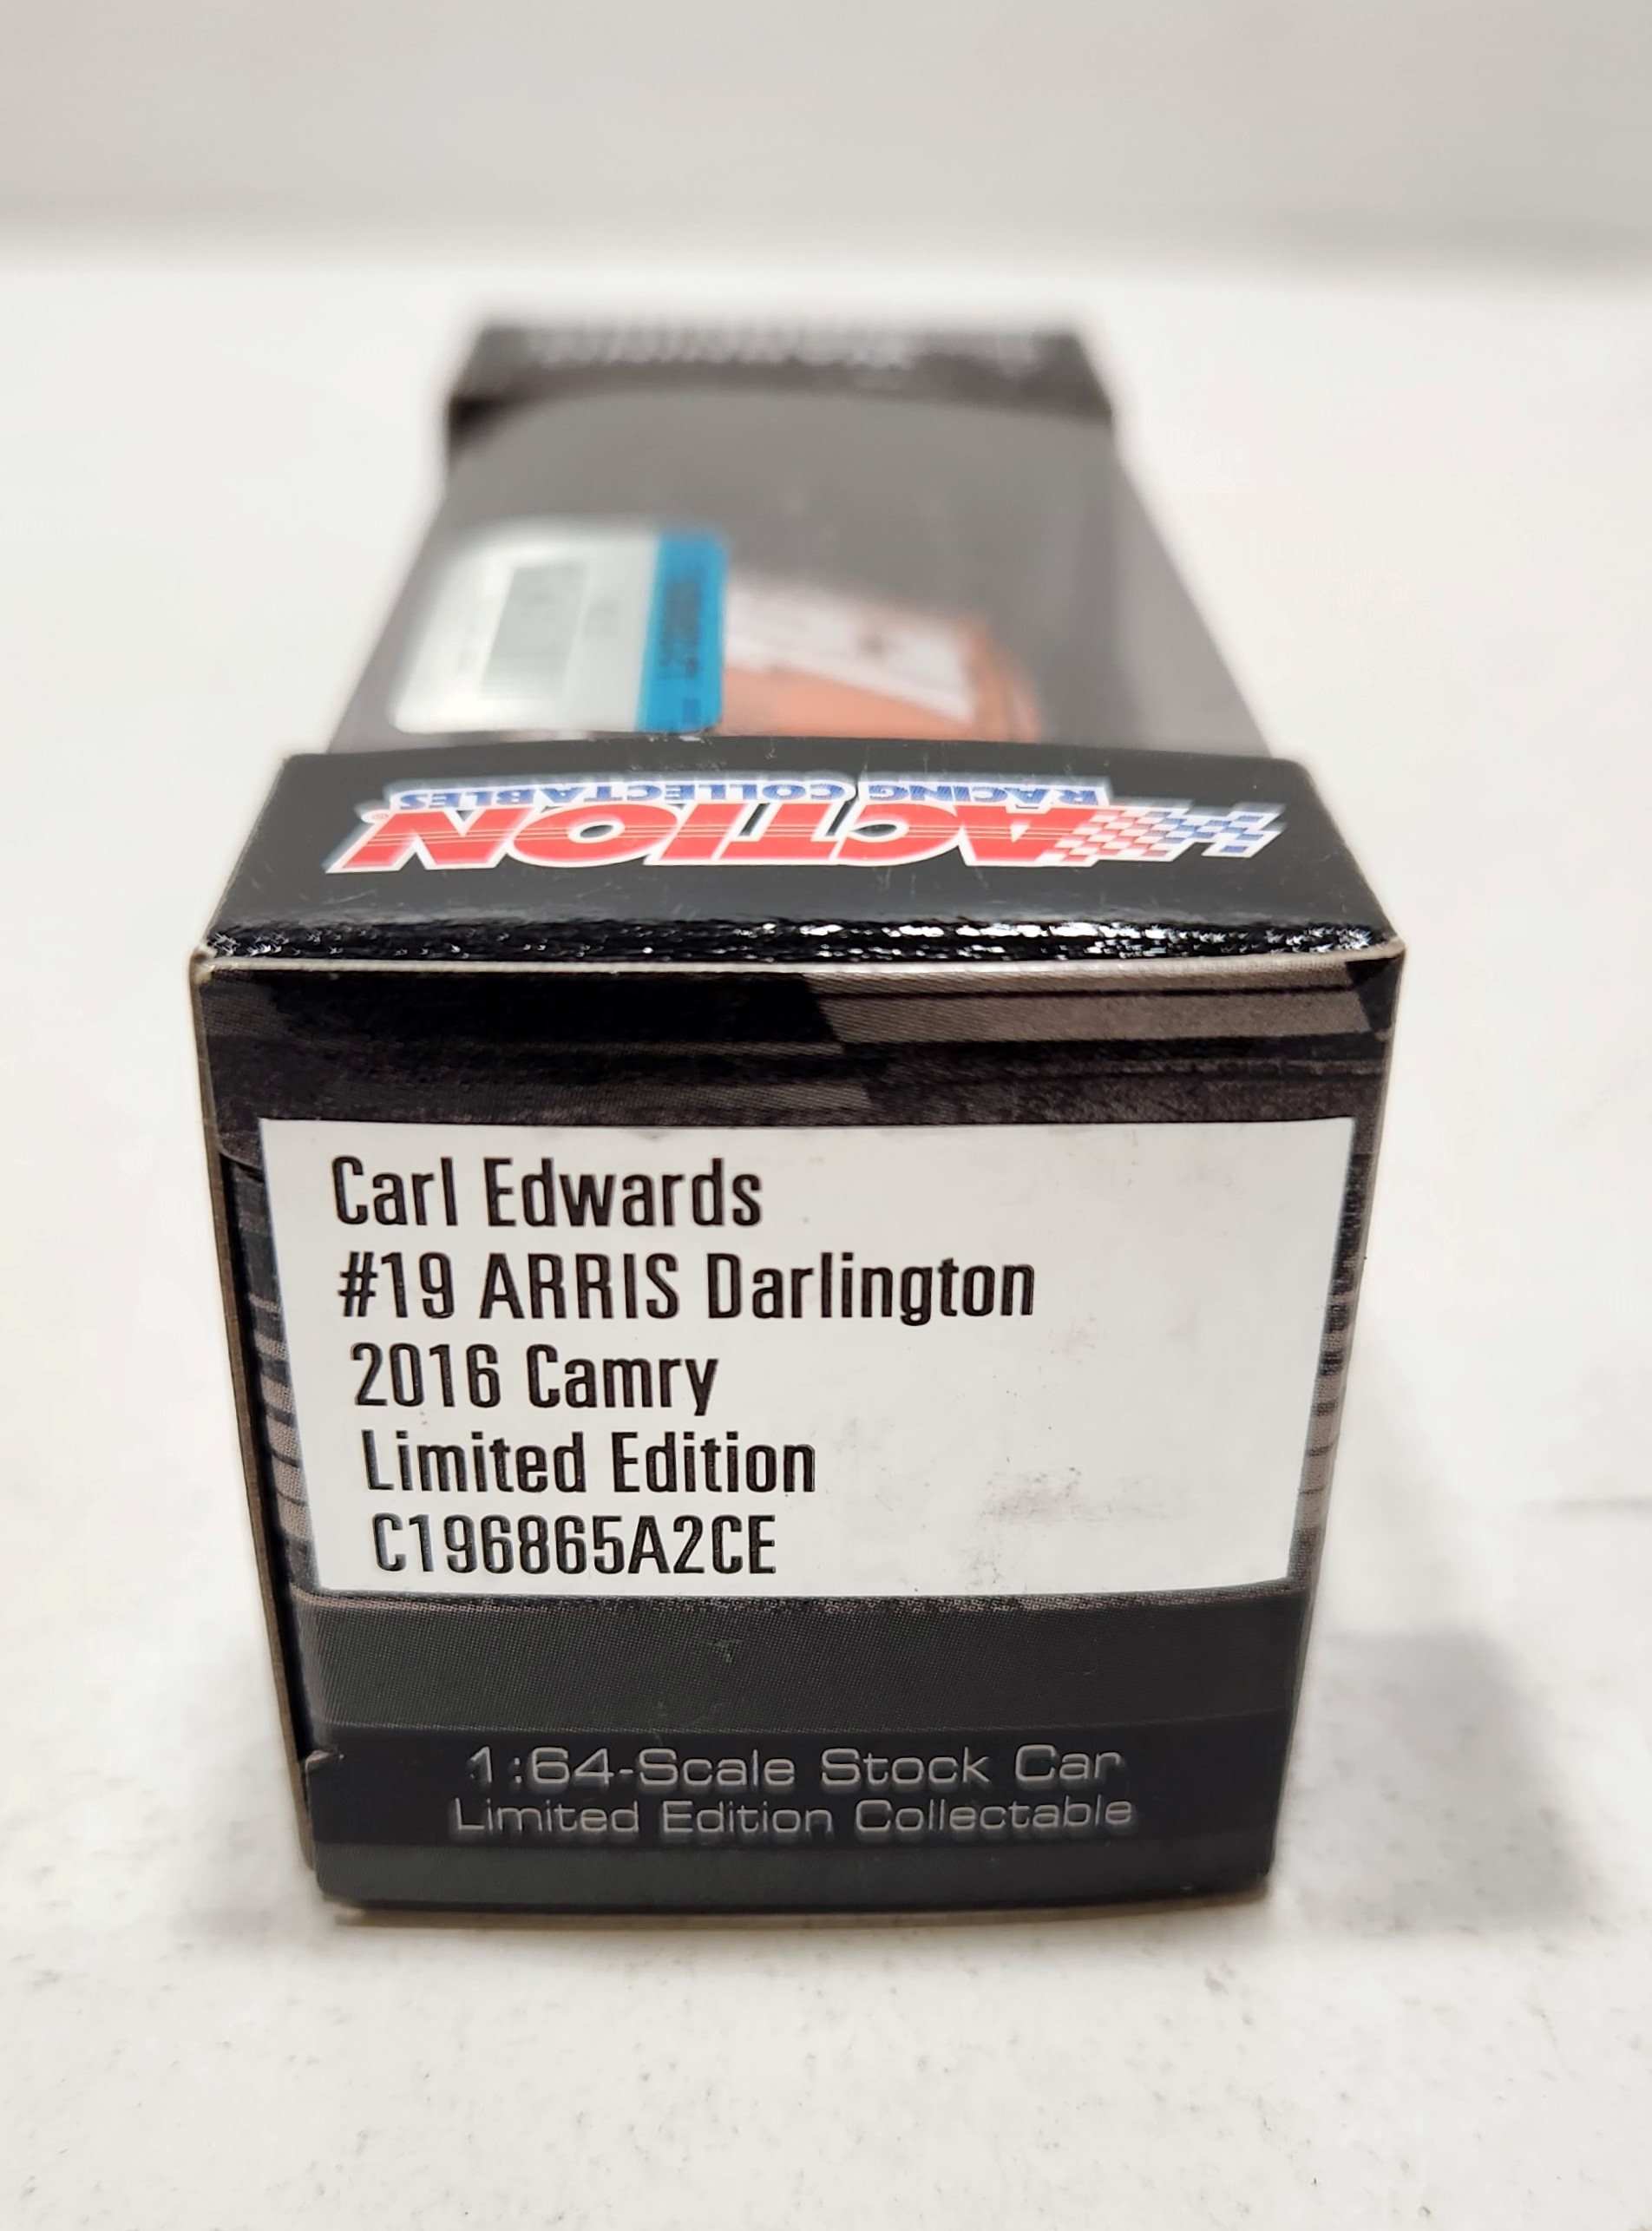 ACTION®
RACING COLLECTABLES
Carl Edwards
#19 ARRIS Darlington
2016 Camry
Limited Edition
C196865A2CE
1:64-Scale Stock Car
Limited Edition Collectable